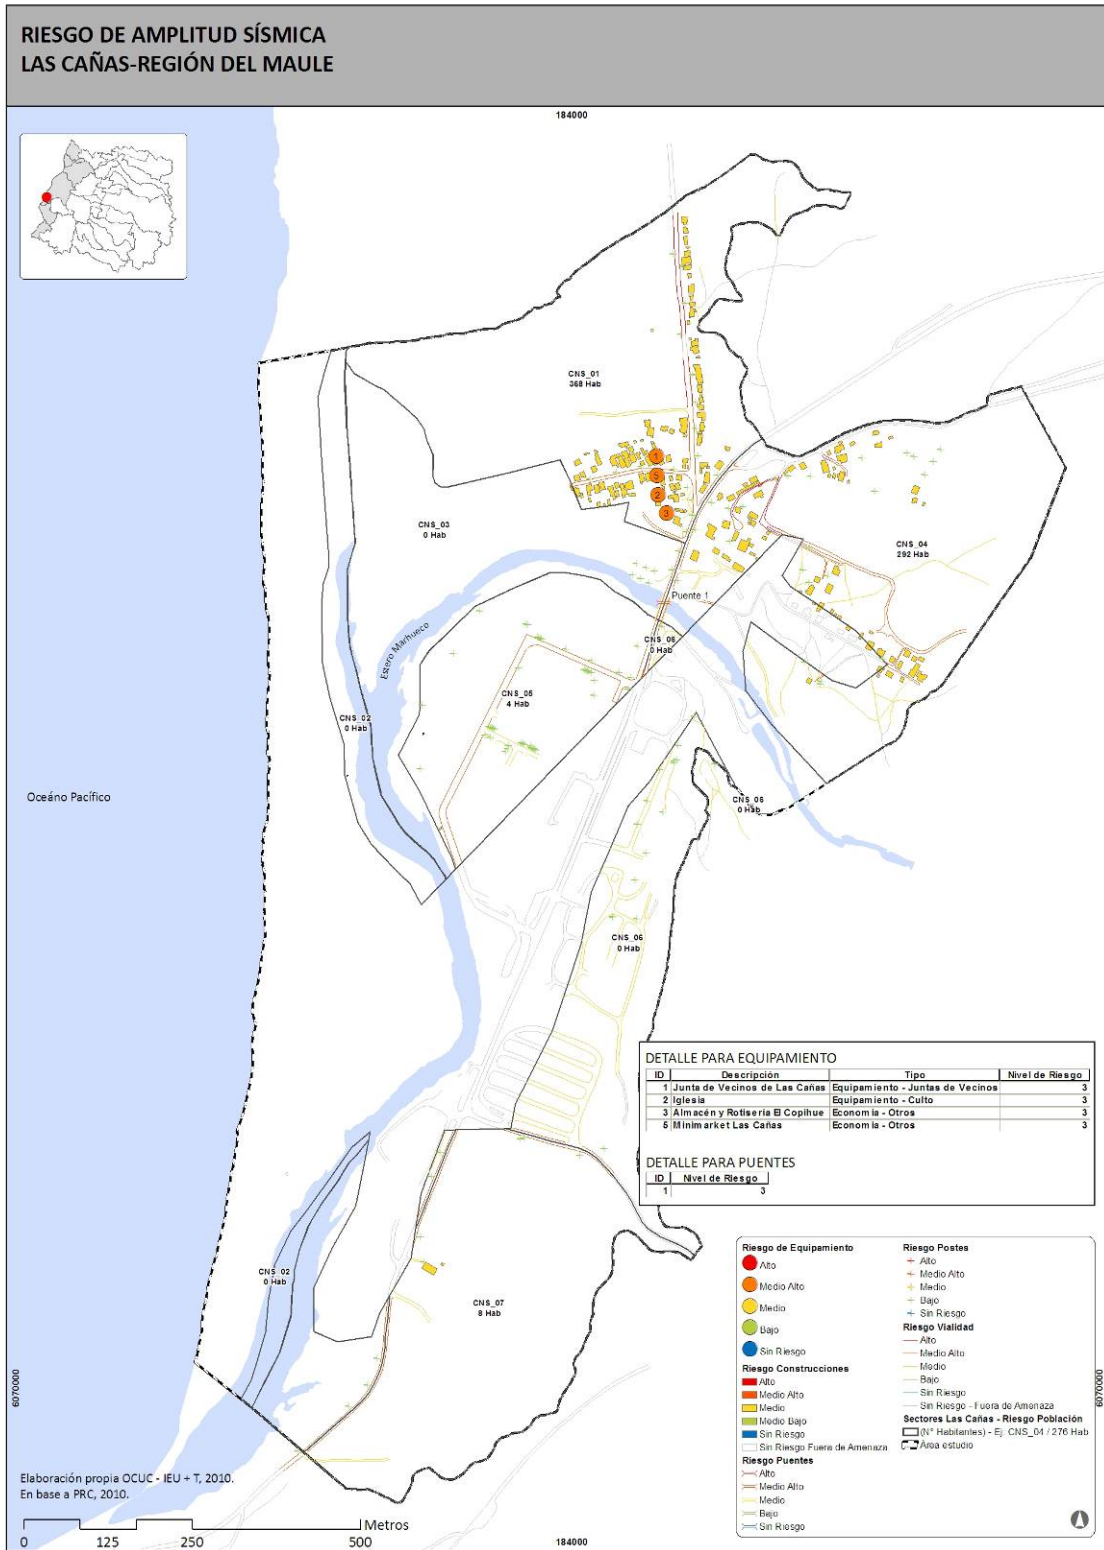 RIESGO DE AMPLITUD SÍSMICA
LAS CAÑAS-REGIÓN DEL MAULE
184000
CNS_01
368 Hab
CNS_03
0 Hab
CNS_04
292 Hab
Puente 1
Estero Marhueco
CNS_06
0 Hab
CNS_05
4 Hab
CNS_02
0 Hab
Oceáno Pacífico
CNS_06
0 Hab
CNS_06
0 Hab
1
5
2
3
DETALLE PARA EQUIPAMIENTO
ID Descripción Tipo Nivel de Riesgo
1 Junta de Vecinos de Las Cañas Equipamiento - Juntas de Vecinos 3
2 Iglesia Equipamiento - Culto 3
3 Almacén y Rotisería El Copihue Economía - Otros 3
5 Minimarket Las Cañas Economía - Otros 3
DETALLE PARA PUENTES
ID Nivel de Riesgo
1 3
CNS_02
0 Hab
CNS_07
8 Hab
Riesgo de Equipamiento
Alto
Medio Alto
Medio
Bajo
Sin Riesgo
Riesgo Construcciones
Alto
Medio Alto
Medio
Medio Bajo
Sin Riesgo
Sin Riesgo Fuera de Amenaza
Riesgo Puentes
Alto
Medio Alto
Medio
Bajo
Sin Riesgo
Riesgo Postes
Alto
Medio Alto
Medio
Bajo
Sin Riesgo
Riesgo Vialidad
Alto
Medio Alto
Medio
Bajo
Sin Riesgo
Sin Riesgo - Fuera de Amenaza
Sectores Las Cañas - Riesgo Población
(N° Habitantes) - Ej: CNS_04 / 276 Hab
Área estudio
6070000
6070000
Elaboración propia OCUC - IEU + T, 2010.
En base a PRC, 2010.
Metros
0 125 250 500
184000